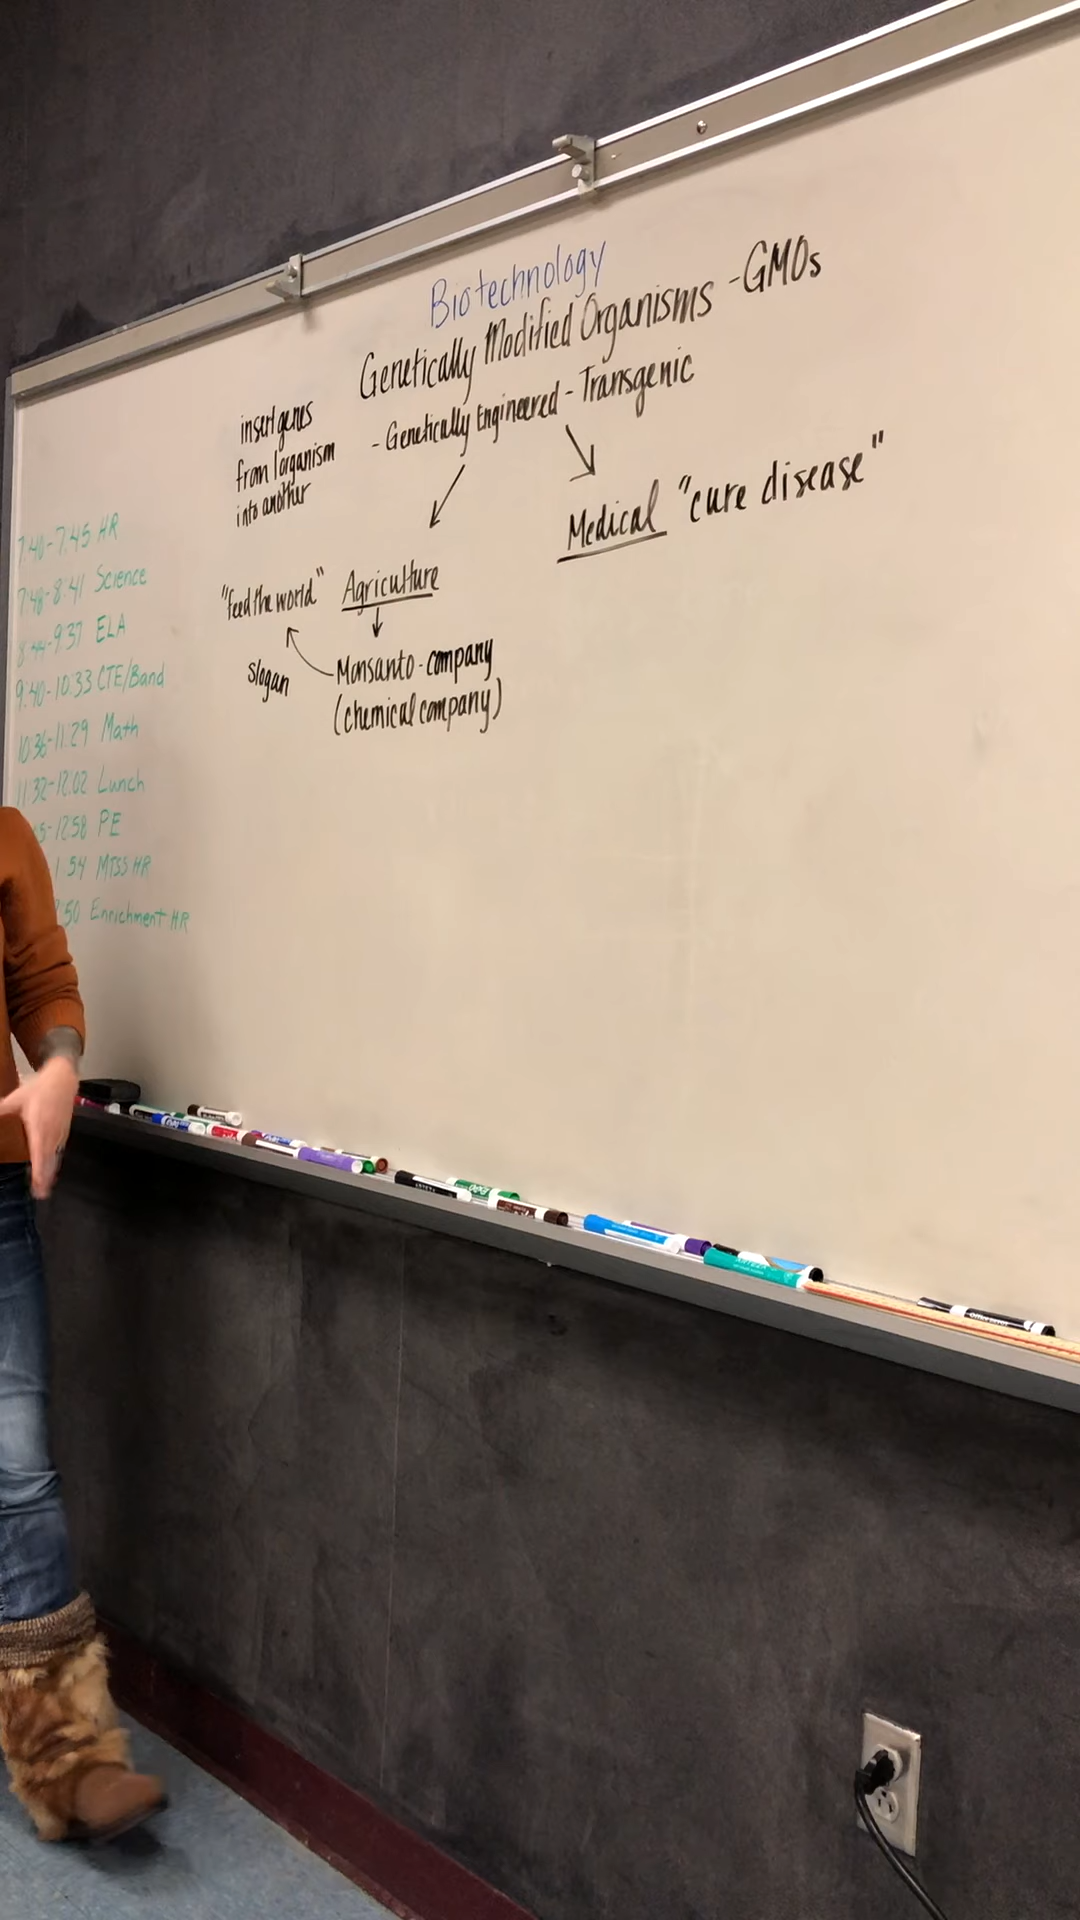 Biotechnology
Genetically Modified Organisms - GMOs
- Genetically Engineered - Transgenic
insert genes
from 1 organism
into another
Medical "cure disease"
"feed the world" Agriculture
slogan
Monsanto - company
(chemical company)
7:40-7:45 HR
7:48-8:41 Science
8:44-9:37 ELA
9:40-10:33 CTE/Band
10:36-11:29 Math
11:32-12:02 Lunch
5-12:58 PE
1:54 MTSS HR
:50 Enrichment HR